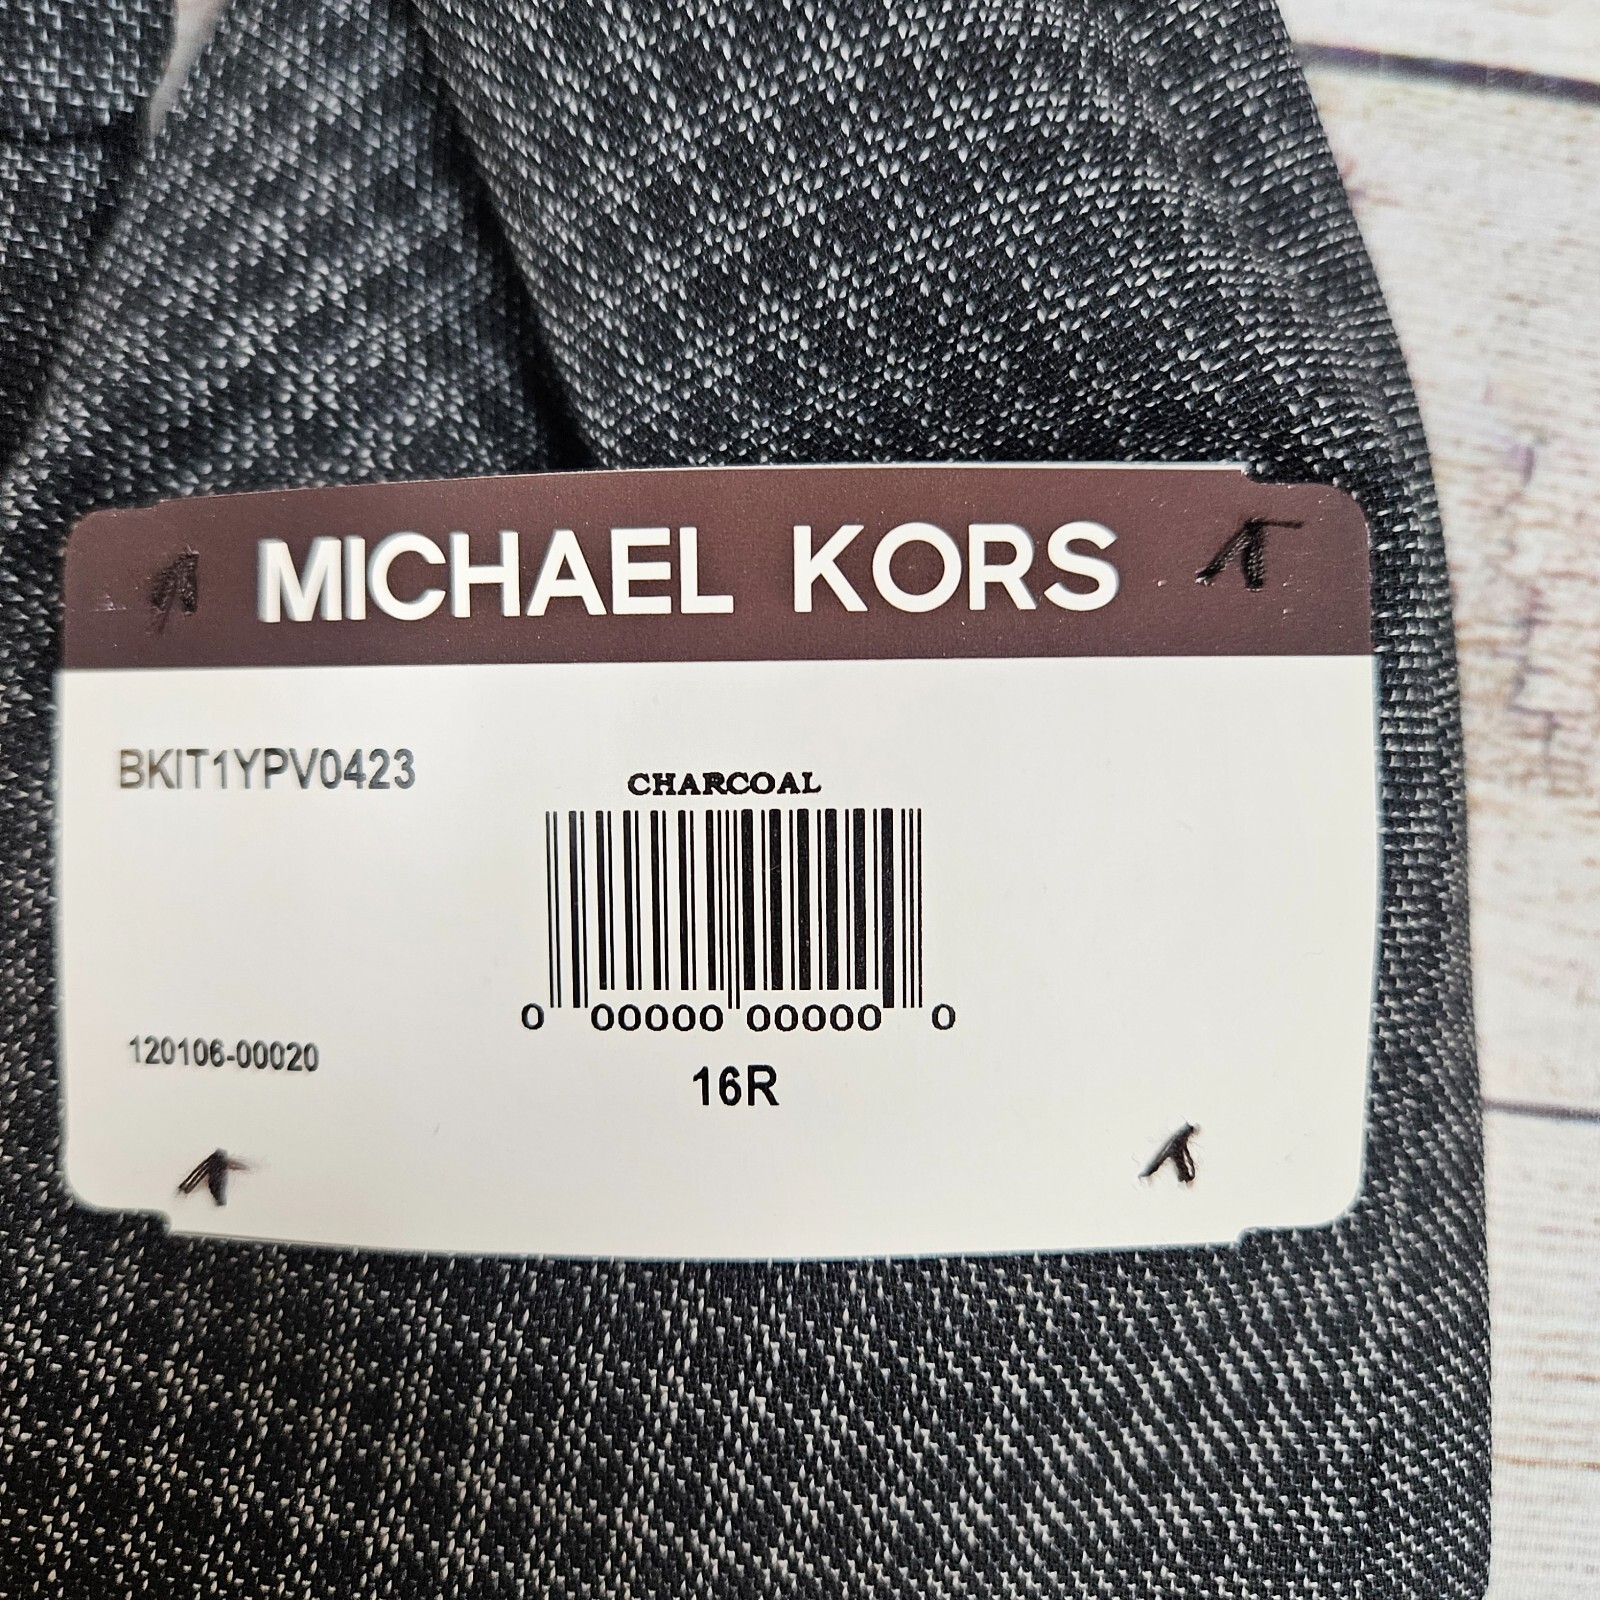 MICHAEL KORS
BKIT1YPV0423
CHARCOAL
0 00000 00000 0
120106-00020
16R